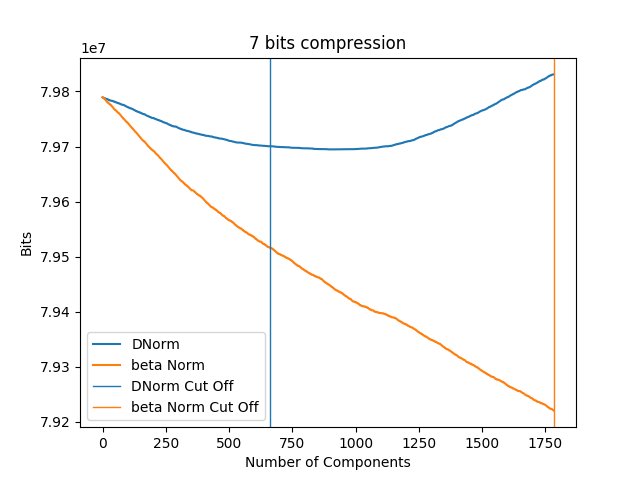 7 bits compression
1e7
7.98
7.97
7.96
7.95
7.94
7.93
7.92
Bits
DNorm
beta Norm
DNorm Cut Off
beta Norm Cut Off
0 250 500 750 1000 1250 1500 1750
Number of Components